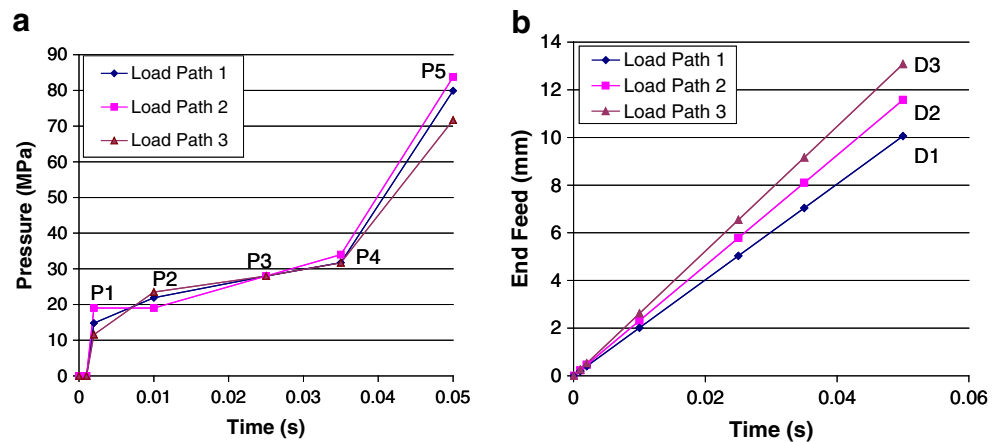 a
90
80
70
60
50
40
30
20
10
0
Pressure (MPa)
Load Path 1
Load Path 2
Load Path 3
P1
P2
P3
P4
P5
0
0.01
0.02
0.03
0.04
0.05
Time (s)
b
14
12
10
8
6
4
2
0
End Feed (mm)
Load Path 1
Load Path 2
Load Path 3
D3
D2
D1
0
0.02
0.04
0.06
Time (s)